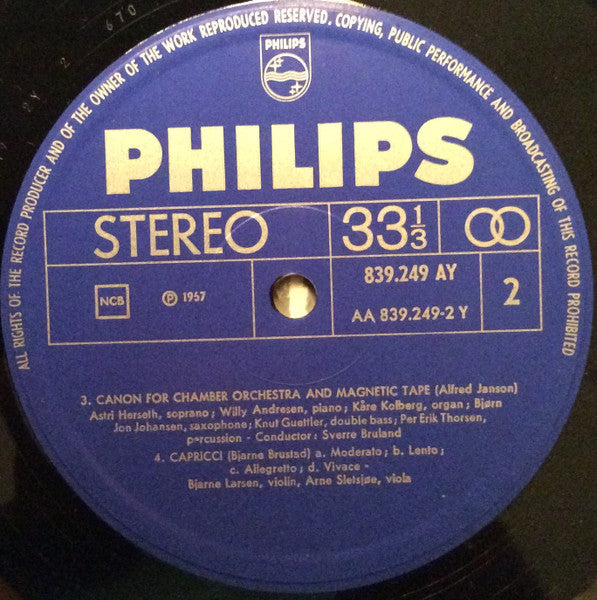 ALL RIGHTS OF THE RECORD PRODUCER AND OF THE OWNER OF THE WORK REPRODUCED RESERVED. COPYING, PUBLIC PERFORMANCE AND BROADCASTING OF THIS RECORD PROHIBITED
PHILIPS
PHILIPS
STEREO 33⅓
NCB ℗ 1967 839.249 AY 2
AA 839.249-2 Y
3. CANON FOR CHAMBER ORCHESTRA AND MAGNETIC TAPE (Alfred Janson)
Astri Herseth, soprano; Willy Andresen, piano; Kåre Kolberg, organ; Bjørn
Jon Johansen, saxophone; Knut Guettler, double bass; Per Erik Thorsen,
percussion - Conductor: Sverre Bruland
4. CAPRICCI (Bjarne Brustad) a. Moderato; b. Lento;
c. Allegretto; d. Vivace -
Bjarne Larsen, violin, Arne Sletsjøe, viola
670